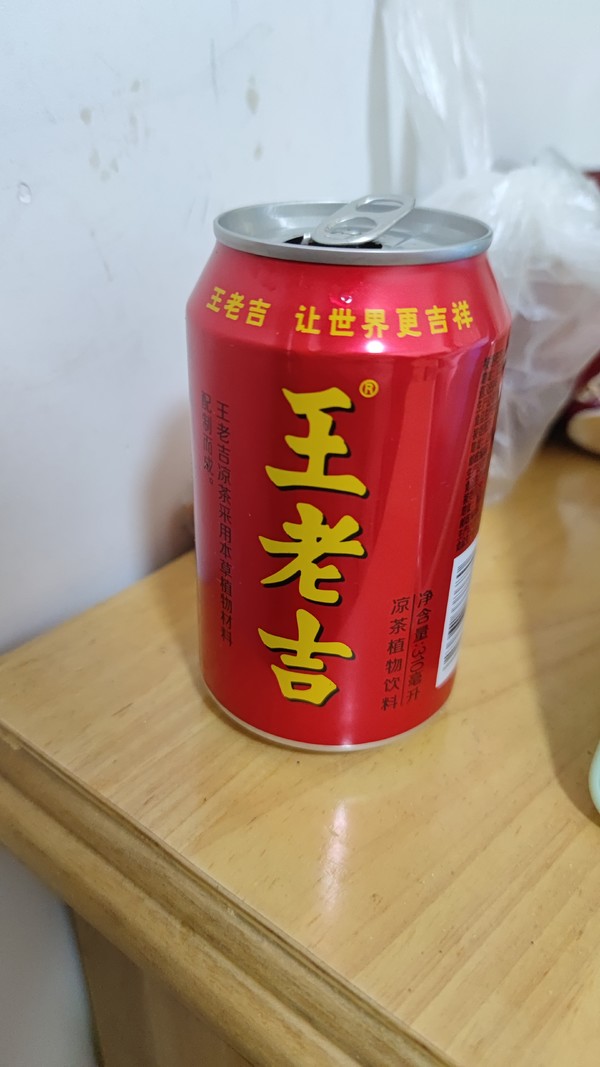 王老吉 让世界更吉祥
王老吉®
王老吉凉茶采用本草植物材料
配制而成。
净含量:310毫升
凉茶植物饮料